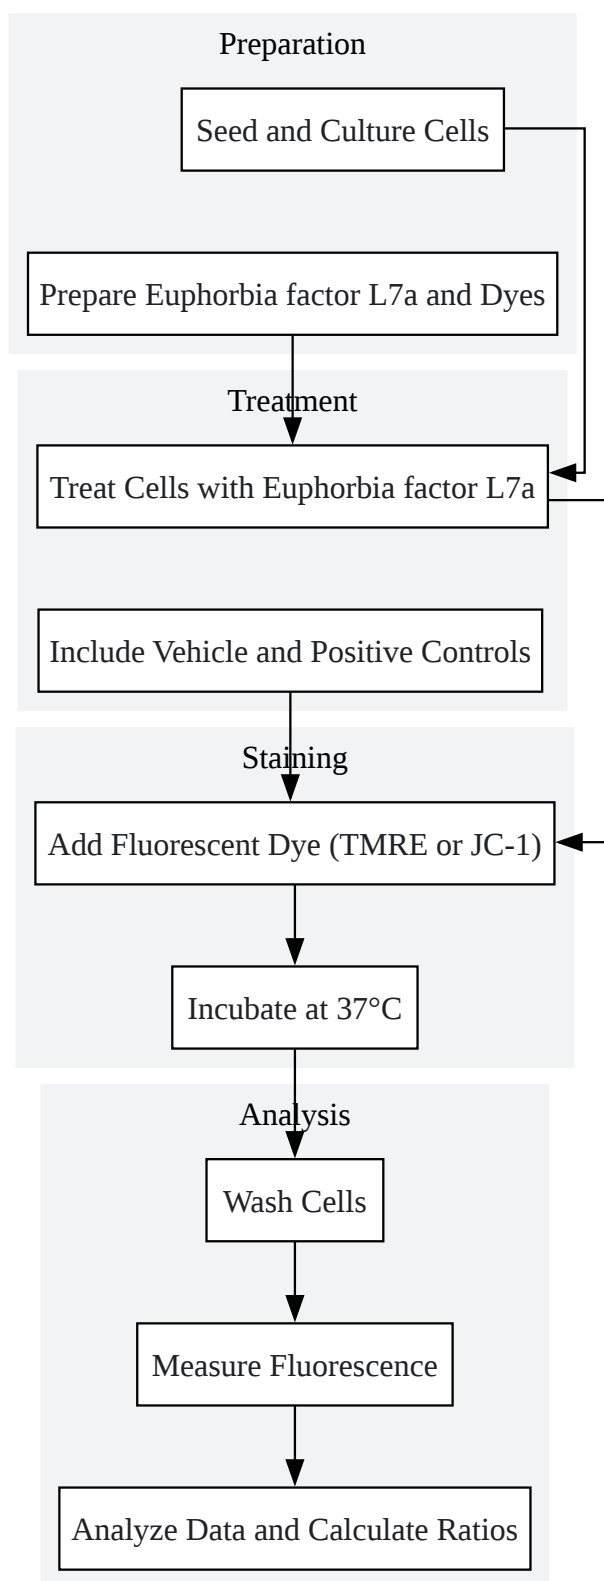 Preparation
Seed and Culture Cells
Prepare Euphorbia factor L7a and Dyes
Treatment
Treat Cells with Euphorbia factor L7a
Include Vehicle and Positive Controls
Staining
Add Fluorescent Dye (TMRE or JC-1)
Incubate at 37°C
Analysis
Wash Cells
Measure Fluorescence
Analyze Data and Calculate Ratios